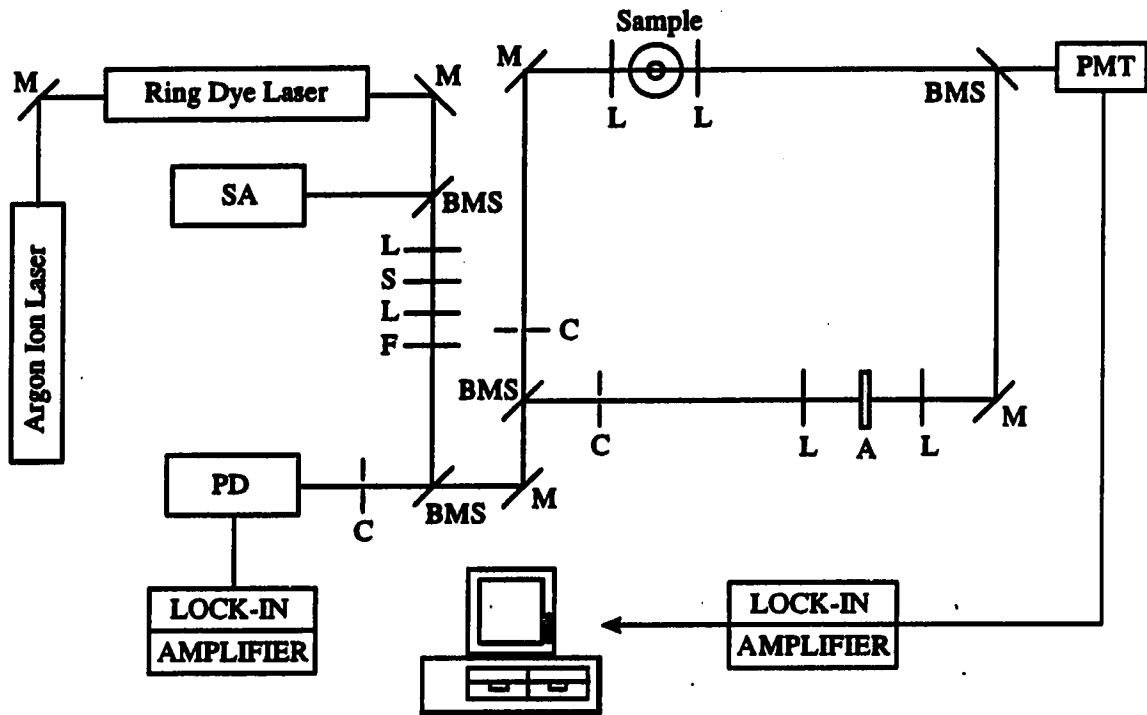 Sample
M
M
M
Ring Dye Laser
PMT
BMS
L
L
SA
BMS
L
S
L
F
Argon Ion Laser
C
BMS
C
L
A
L
M
PD
C
BMS
M
LOCK-IN
AMPLIFIER
LOCK-IN
AMPLIFIER